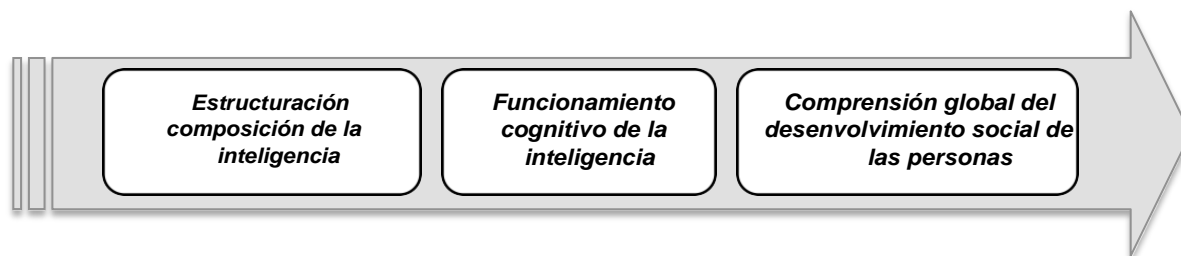 Estructuración
composición de la
inteligencia
Funcionamiento
cognitivo de la
inteligencia
Comprensión global del
desenvolvimiento social de
las personas